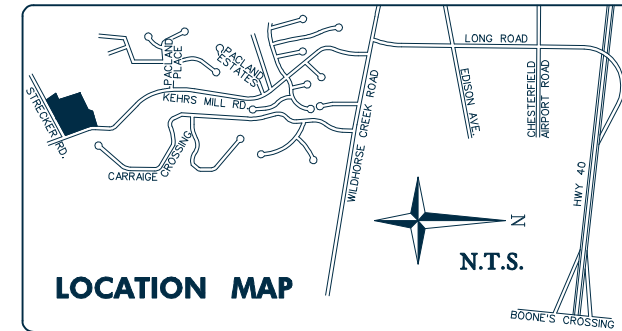 LONG ROAD
PACLAND
PLACE
PACLAND
ESTATES
KEHRS MILL RD.
STRECKER RD.
CARRAIGE CROSSING
WILDHORSE CREEK ROAD
EDISON AVE.
CHESTERFIELD
AIRPORT ROAD
HWY 40
N
N.T.S.
LOCATION MAP
BOONE'S CROSSING